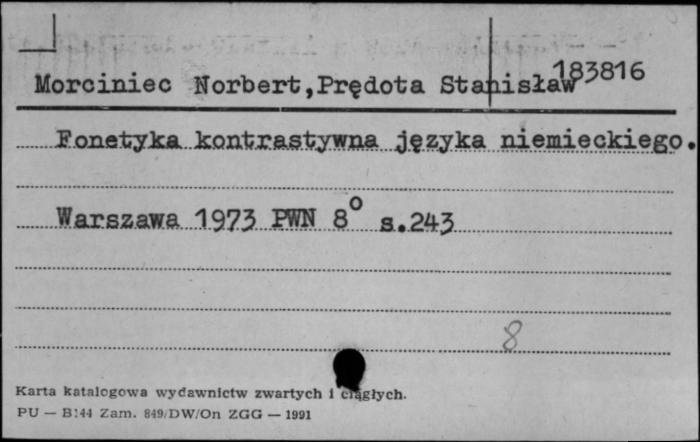 183816
Morciniec Norbert,Prędota Stanisław
Fonetyka kontrastywna języka niemieckiego.
Warszawa 1973 PWN 8° s.243
8
Karta katalogowa wydawnictw zwartych i ciągłych.
PU — B:44 Zam. 849/DW/On ZGG — 1991